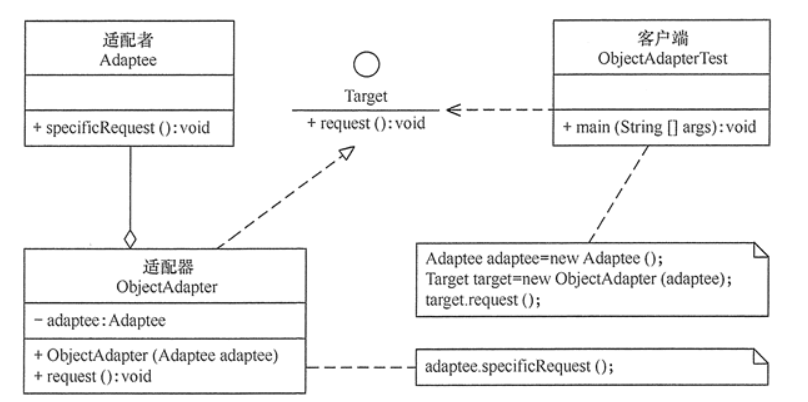 适配者
Adaptee
+ specificRequest ():void
Target
+ request ():void
客户端
ObjectAdapterTest
+ main (String [] args):void
适配器
ObjectAdapter
- adaptee:Adaptee
+ ObjectAdapter (Adaptee adaptee)
+ request ():void
Adaptee adaptee=new Adaptee ();
Target target=new ObjectAdapter (adaptee);
target.request ();
adaptee.specificRequest ();